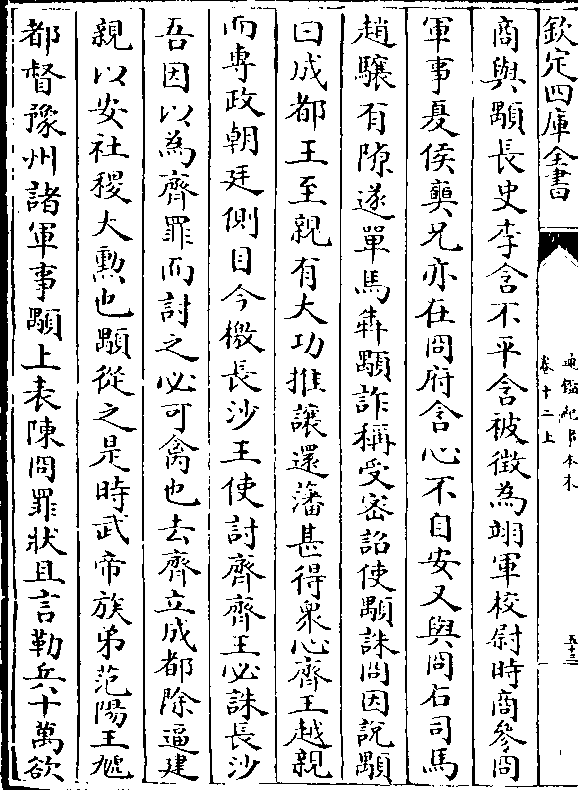 欽定四庫全書
通鑑紀事本末
卷十二上
五十三
商與顒長史李含不平含被徵為翊軍校尉時商參冏
軍事夏侯奭兄亦在冏府含心不自安又與冏右司馬
趙驤有隙遂單馬奔顒詐稱受密詔使顒誅冏因説顒
曰成都王至親有大功推讓還藩甚得衆心齊王越親
而專政朝廷側目今檄長沙王使討齊齊王必誅長沙
吾因以為齊罪而討之必可禽也去齊立成都除逼建
親以安社稷大勲也顒從之是時武帝族弟范陽王虓
都督豫州諸軍事顒上表陳冏罪狀且言勒兵十萬欲